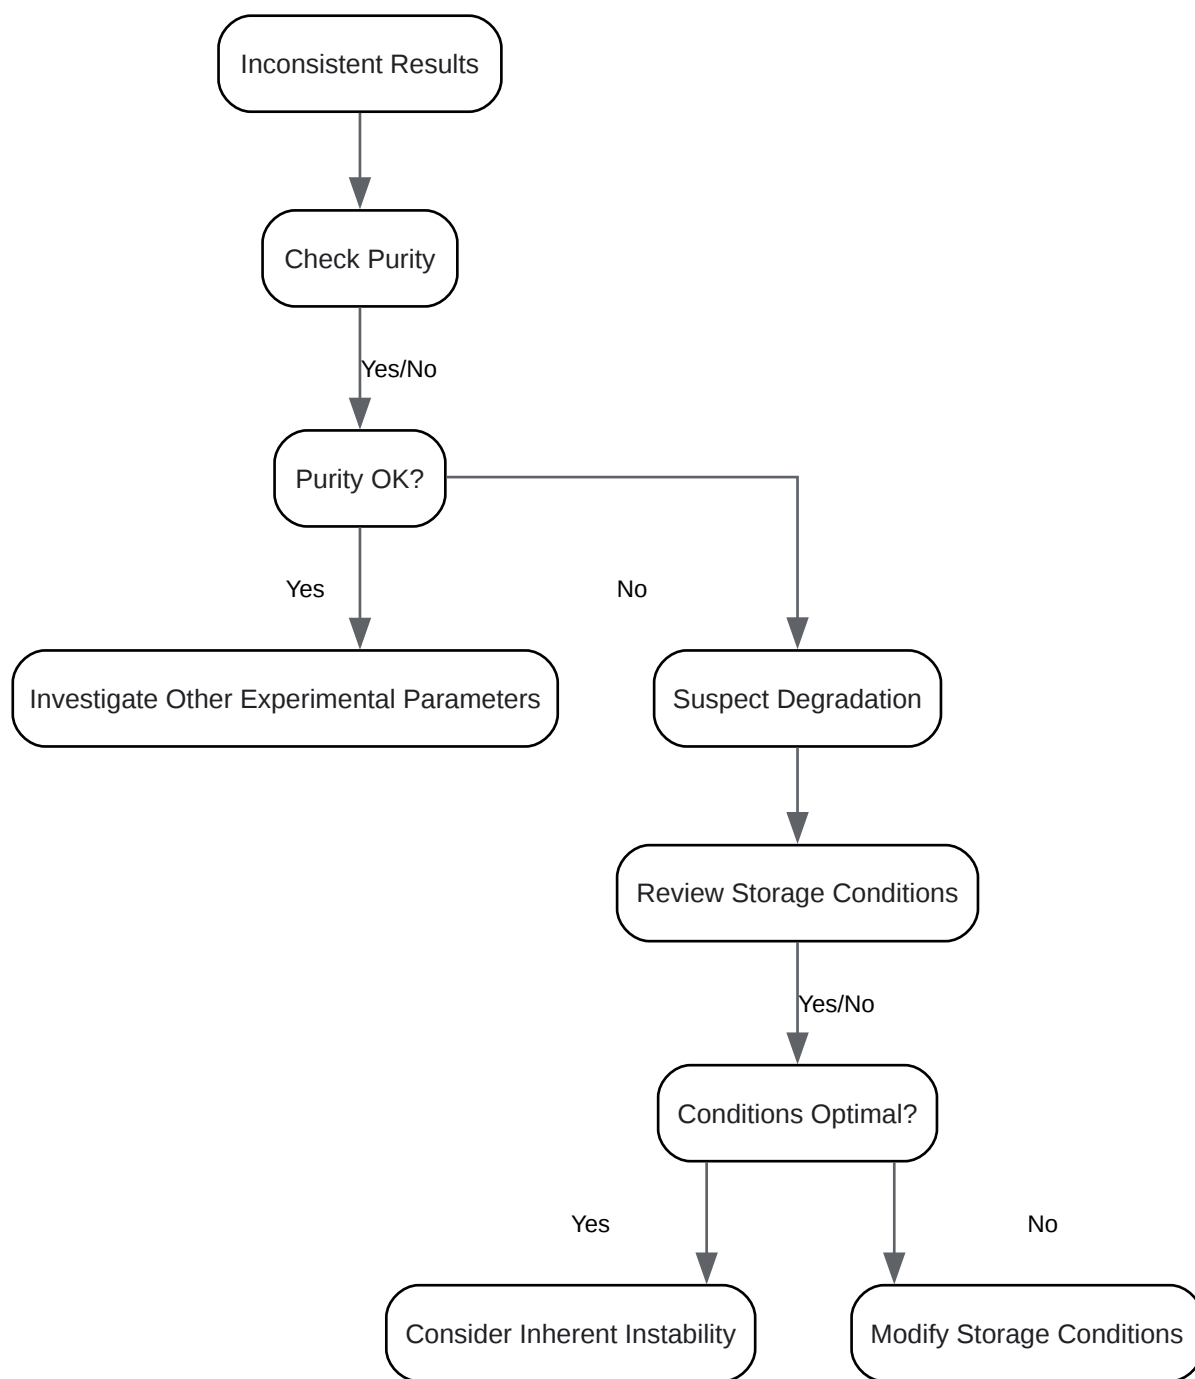 Inconsistent Results
Check Purity
Yes/No
Purity OK?
Yes
No
Investigate Other Experimental Parameters
Suspect Degradation
Review Storage Conditions
Yes/No
Conditions Optimal?
Yes
No
Consider Inherent Instability
Modify Storage Conditions